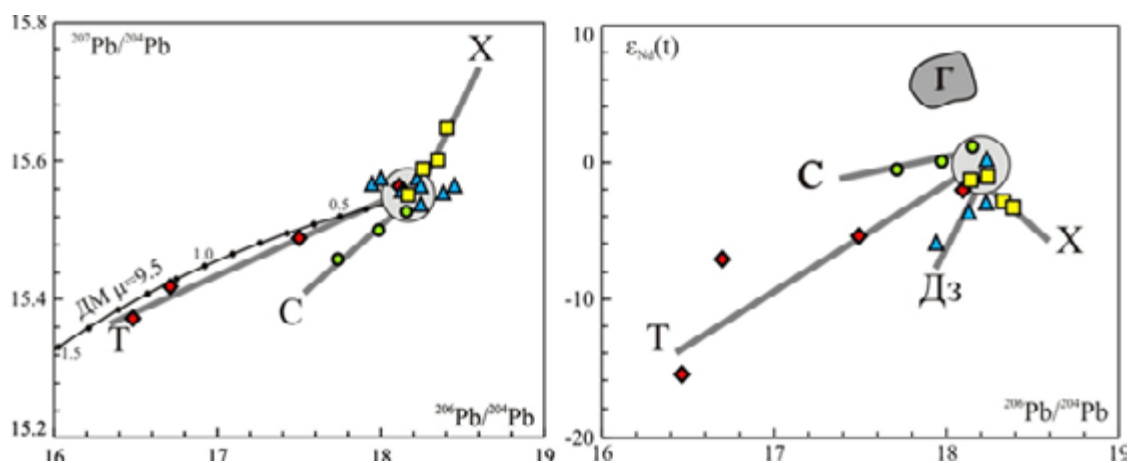 15.8
²⁰⁷Pb/²⁰⁴Pb
X
15.6
0.5
1.0
ДМ μ=9.5
15.4
С
Т
1.5
²⁰⁶Pb/²⁰⁴Pb
15.2
16 17 18 19
10
εNd(t)
Г
0
С
X
Дз
-10
Т
²⁰⁶Pb/²⁰⁴Pb
-20
16 17 18 19